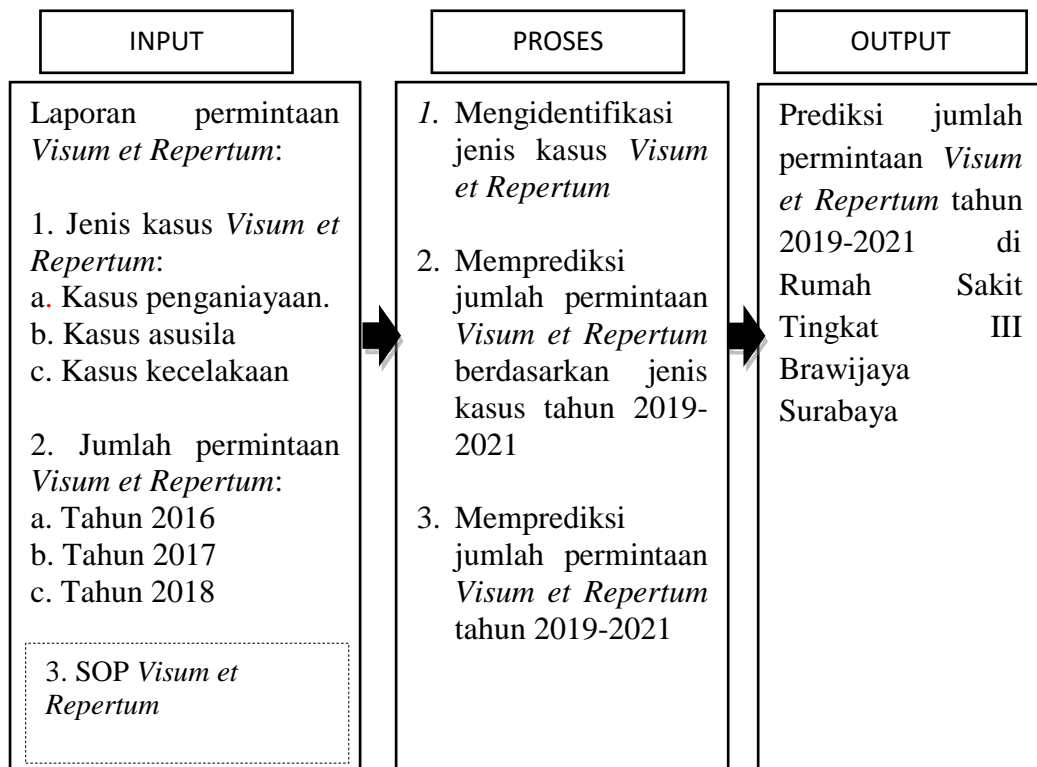 INPUT
Laporan permintaan
Visum et Repertum:
1. Jenis kasus Visum et
Repertum:
a. Kasus penganiayaan.
b. Kasus asusila
c. Kasus kecelakaan
2. Jumlah permintaan
Visum et Repertum:
a. Tahun 2016
b. Tahun 2017
c. Tahun 2018
3. SOP Visum et
Repertum
PROSES
1. Mengidentifikasi
jenis kasus Visum
et Repertum
2. Memprediksi
jumlah permintaan
Visum et Repertum
berdasarkan jenis
kasus tahun 2019-
2021
3. Memprediksi
jumlah permintaan
Visum et Repertum
tahun 2019-2021
OUTPUT
Prediksi jumlah
permintaan Visum
et Repertum tahun
2019-2021 di
Rumah Sakit
Tingkat III
Brawijaya
Surabaya